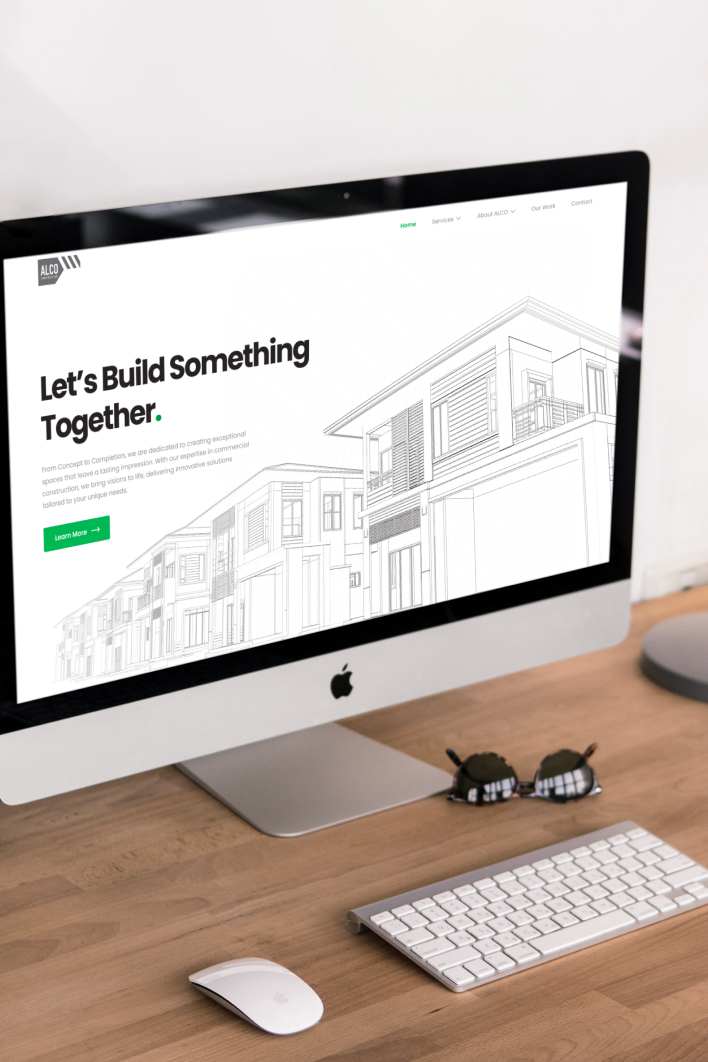 Home Services About ALCO Our Work Contact
ALCO
Let's Build Something
Together.
From Concept to Completion, we are dedicated to creating exceptional
spaces that leave a lasting impression. With our expertise in commercial
construction, we bring visions to life, delivering innovative solutions
tailored to your unique needs.
Learn More